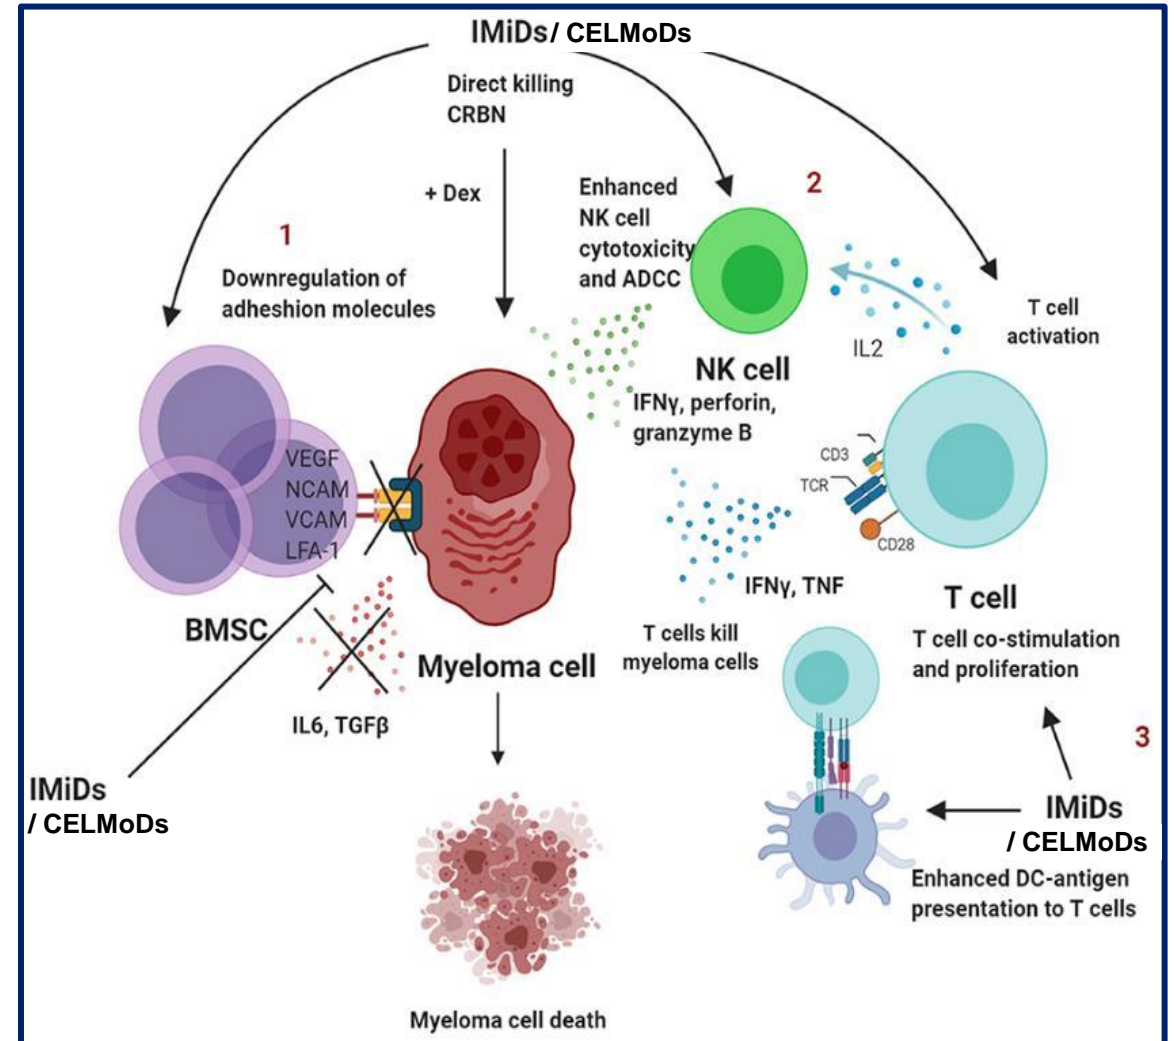 IMiDs/ CELMoDs
Direct killing
CRBN
+ Dex
Enhanced
NK cell
cytotoxicity
and ADCC
2
1
Downregulation of
adheshion molecules
T cell
activation
IL2
NK cell
IFNγ, perforin,
granzyme B
VEGF
NCAM
VCAM
LFA-1
CD3
TCR
CD28
IFNγ, TNF
BMSC
T cell
T cells kill
myeloma cells
T cell co-stimulation
and proliferation
Myeloma cell
IL6, TGFβ
3
IMiDs
/ CELMoDs
IMiDs
/ CELMoDs
Enhanced DC-antigen
presentation to T cells
Myeloma cell death